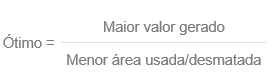 Maior valor gerado
Ótimo =
Menor área usada/desmatada